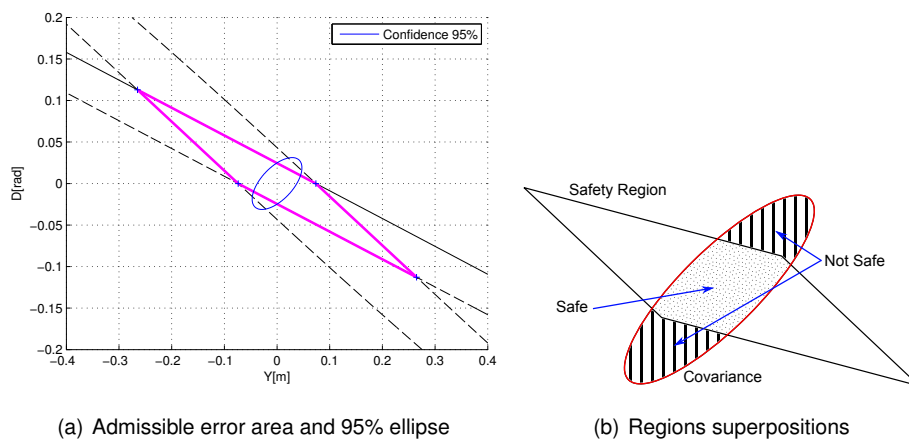 0.2
0.15
0.1
0.05
0
−0.05
−0.1
−0.15
−0.2
D[rad]
−0.4
−0.3
−0.2
−0.1
0
0.1
0.2
0.3
0.4
Y[m]
Confidence 95%
(a) Admissible error area and 95% ellipse
Safety Region
Not Safe
Safe
Covariance
(b) Regions superpositions